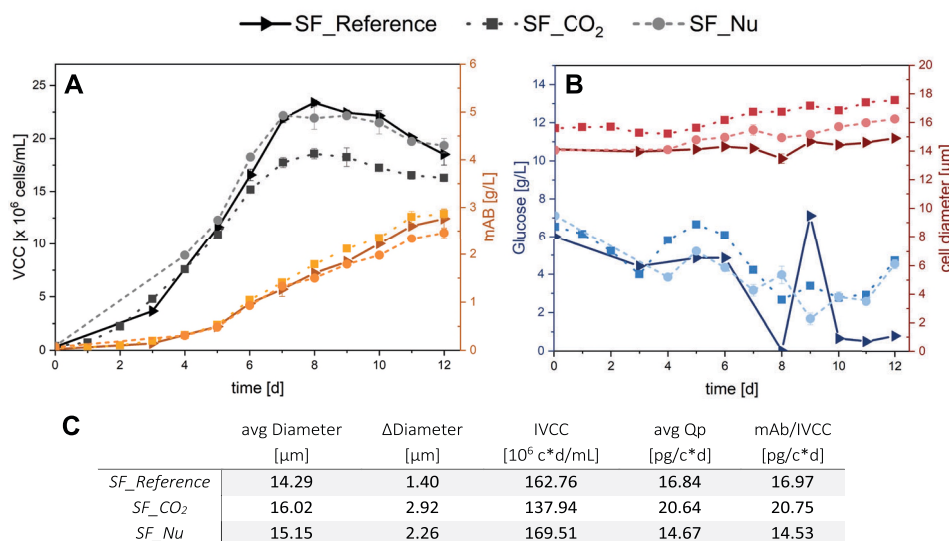 SF_Reference SF_CO₂ SF_Nu
A
VCC [x 10⁶ cells/mL]
25
20
15
10
5
0
0 2 4 6 8 10 12
time [d]
6
5
4
3
2
1
0
mAB [g/L]
B
Glucose [g/L]
15
14
12
10
8
6
4
2
0
0 2 4 6 8 10 12
time [d]
20
18
16
14
12
10
8
6
4
2
0
cell diameter [µm]
C
avg Diameter ΔDiameter IVCC avg Qp mAb/IVCC
[µm] [µm] [10⁶ c*d/mL] [pg/c*d] [pg/c*d]
SF_Reference 14.29 1.40 162.76 16.84 16.97
SF_CO₂ 16.02 2.92 137.94 20.64 20.75
SF_Nu 15.15 2.26 169.51 14.67 14.53